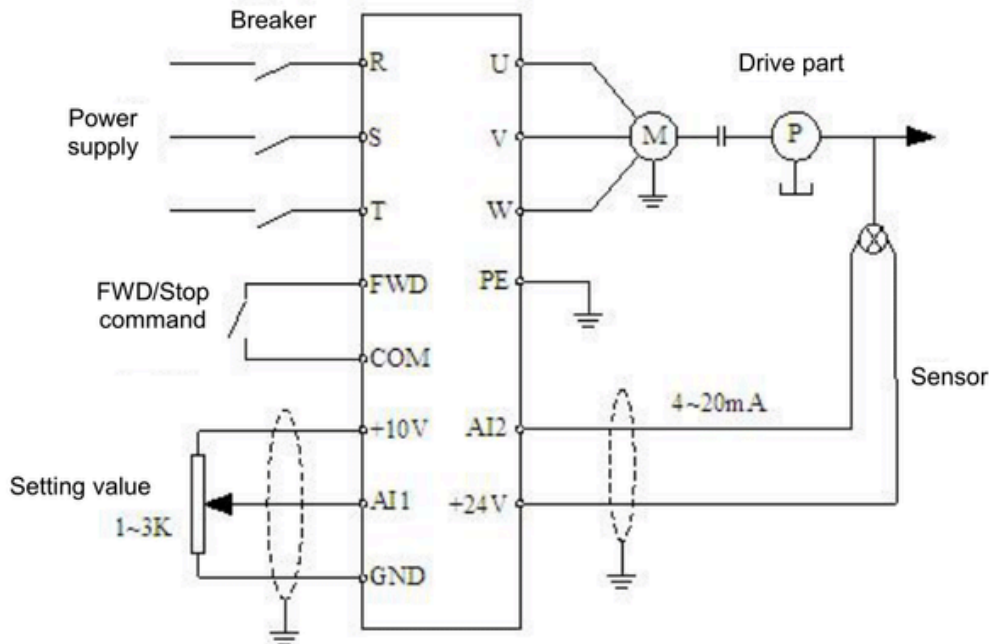 Breaker
R
U
Drive part
Power
supply
S
V
M
P
T
W
FWD/Stop
command
FWD
PE
COM
Sensor
+10V
AI2
4~20mA
Setting value
1~3K
AI1
+24V
GND